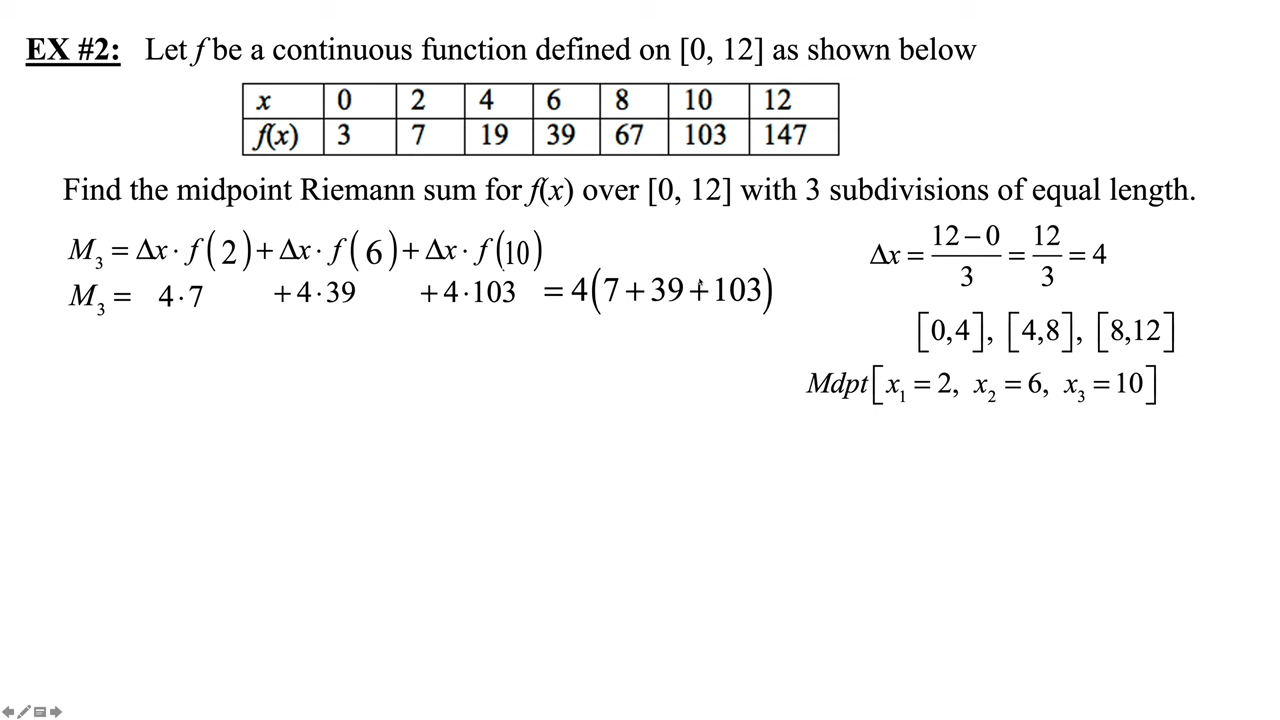 EX #2: Let f be a continuous function defined on [0, 12] as shown below
x 0 2 4 6 8 10 12
f(x) 3 7 19 39 67 103 147
Find the midpoint Riemann sum for f(x) over [0, 12] with 3 subdivisions of equal length.
M₃ = Δx · f(2) + Δx · f(6) + Δx · f(10)
M₃ = 4·7 + 4·39 + 4·103 = 4(7 + 39 + 103)
Δx = (12 − 0)/3 = 12/3 = 4
[0,4], [4,8], [8,12]
Mdpt[x₁ = 2, x₂ = 6, x₃ = 10]